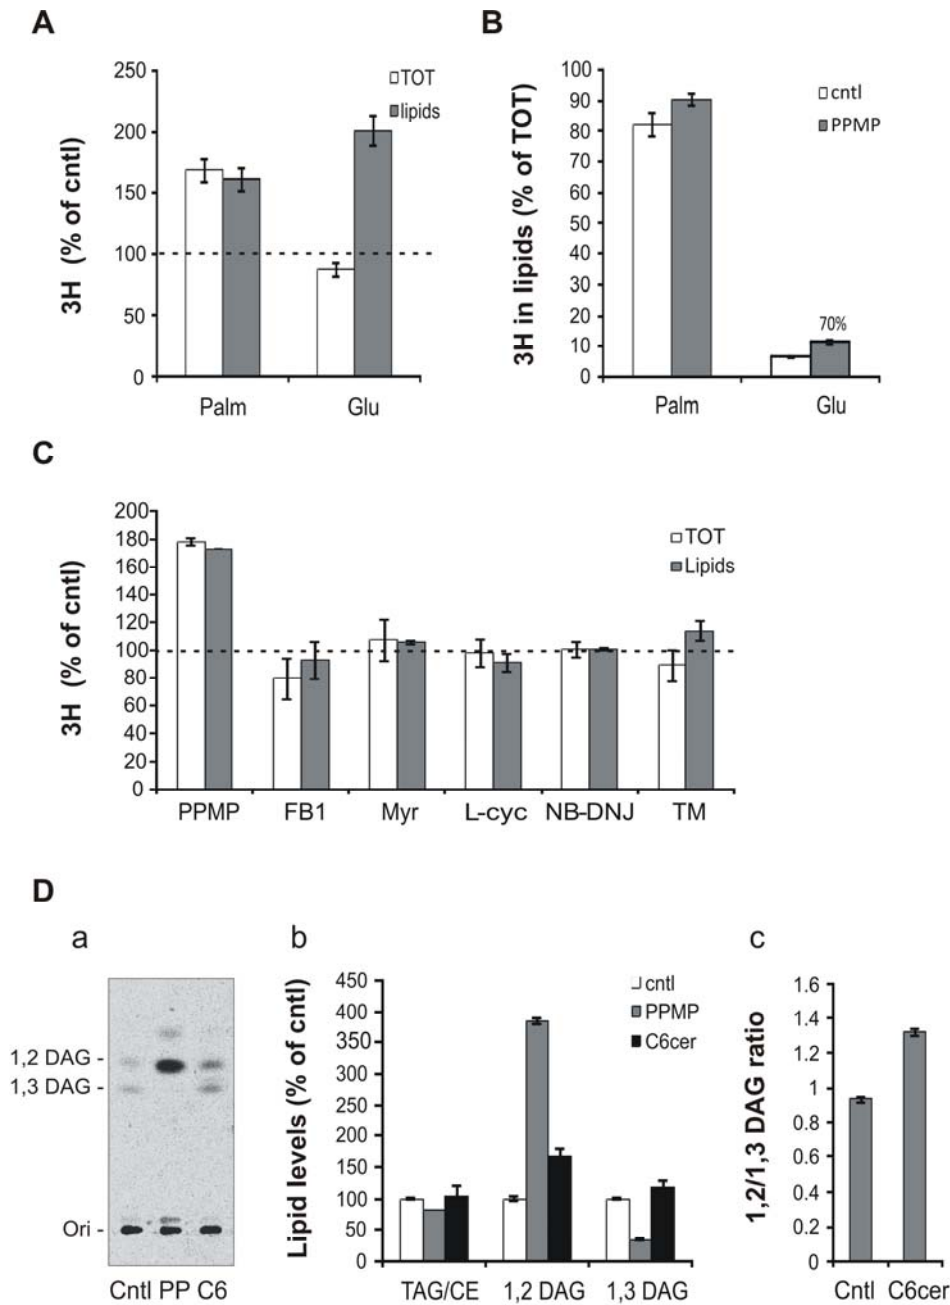 A
3H (% of cntl)
250
200
150
100
50
0
TOT
lipids
Palm Glu
B
3H in lipids (% of TOT)
100
90
80
70
60
50
40
30
20
10
0
cntl
PPMP
70%
Palm Glu
C
3H (% of cntl)
200
180
160
140
120
100
80
60
40
20
0
TOT
Lipids
PPMP FB1 Myr L-cyc NB-DNJ TM
D
a
1,2 DAG -
1,3 DAG -
Ori -
Cntl PP C6
b
Lipid levels (% of cntl)
450
400
350
300
250
200
150
100
50
0
cntl
PPMP
C6cer
TAG/CE 1,2 DAG 1,3 DAG
c
1,2/1,3 DAG ratio
1.6
1.4
1.2
1
0.8
0.6
0.4
0.2
0
Cntl C6cer